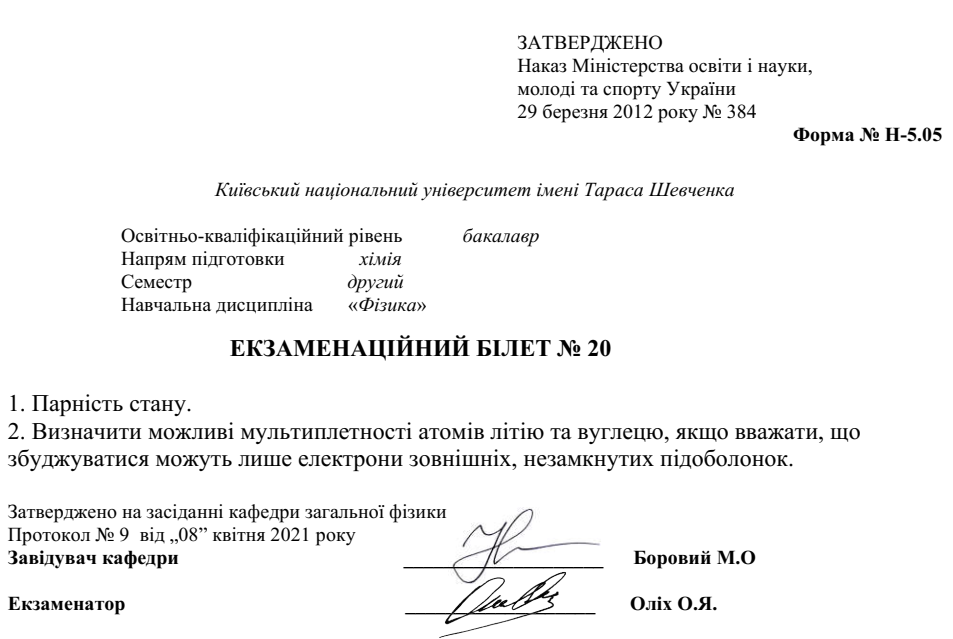 ЗАТВЕРДЖЕНО
Наказ Міністерства освіти і науки,
молоді та спорту України
29 березня 2012 року № 384
Форма № Н-5.05
Київський національний університет імені Тараса Шевченка
Освітньо-кваліфікаційний рівень бакалавр
Напрям підготовки хімія
Семестр другий
Навчальна дисципліна «Фізика»
ЕКЗАМЕНАЦІЙНИЙ БІЛЕТ № 20
1. Парність стану.
2. Визначити можливі мультиплетності атомів літію та вуглецю, якщо вважати, що
збуджуватися можуть лише електрони зовнішніх, незамкнутих підоболонок.
Затверджено на засіданні кафедри загальної фізики
Протокол № 9 від „08” квітня 2021 року
Завідувач кафедри Боровий М.О
Екзаменатор Оліх О.Я.